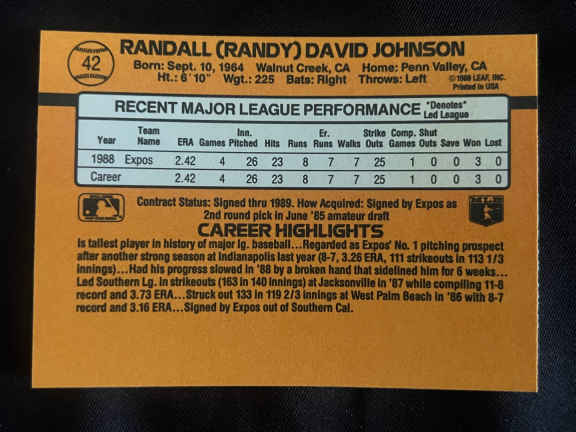 42
RANDALL (RANDY) DAVID JOHNSON
Born: Sept. 10, 1964 Walnut Creek, CA Home: Penn Valley, CA
Ht.: 6'10" Wgt.: 225 Bats: Right Throws: Left
© 1988 LEAF, INC.
Printed in USA
RECENT MAJOR LEAGUE PERFORMANCE *Denotes* Led League
Year Team Name ERA Games Inn. Pitched Hits Runs Er. Runs Walks Strike Outs Comp. Games Shut Outs Save Won Lost
1988 Expos 2.42 4 26 23 8 7 7 25 1 0 0 3 0
Career 2.42 4 26 23 8 7 7 25 1 0 0 3 0
Contract Status: Signed thru 1989. How Acquired: Signed by Expos as
2nd round pick in June '85 amateur draft
CAREER HIGHLIGHTS
Is tallest player in history of major lg. baseball...Regarded as Expos' No. 1 pitching prospect
after another strong season at Indianapolis last year (8-7, 3.26 ERA, 111 strikeouts in 113 1/3
innings)...Had his progress slowed in '88 by a broken hand that sidelined him for 6 weeks...
Led Southern Lg. in strikeouts (163 in 140 innings) at Jacksonville in '87 while compiling 11-8
record and 3.73 ERA...Struck out 133 in 119 2/3 innings at West Palm Beach in '86 with 8-7
record and 3.16 ERA...Signed by Expos out of Southern Cal.